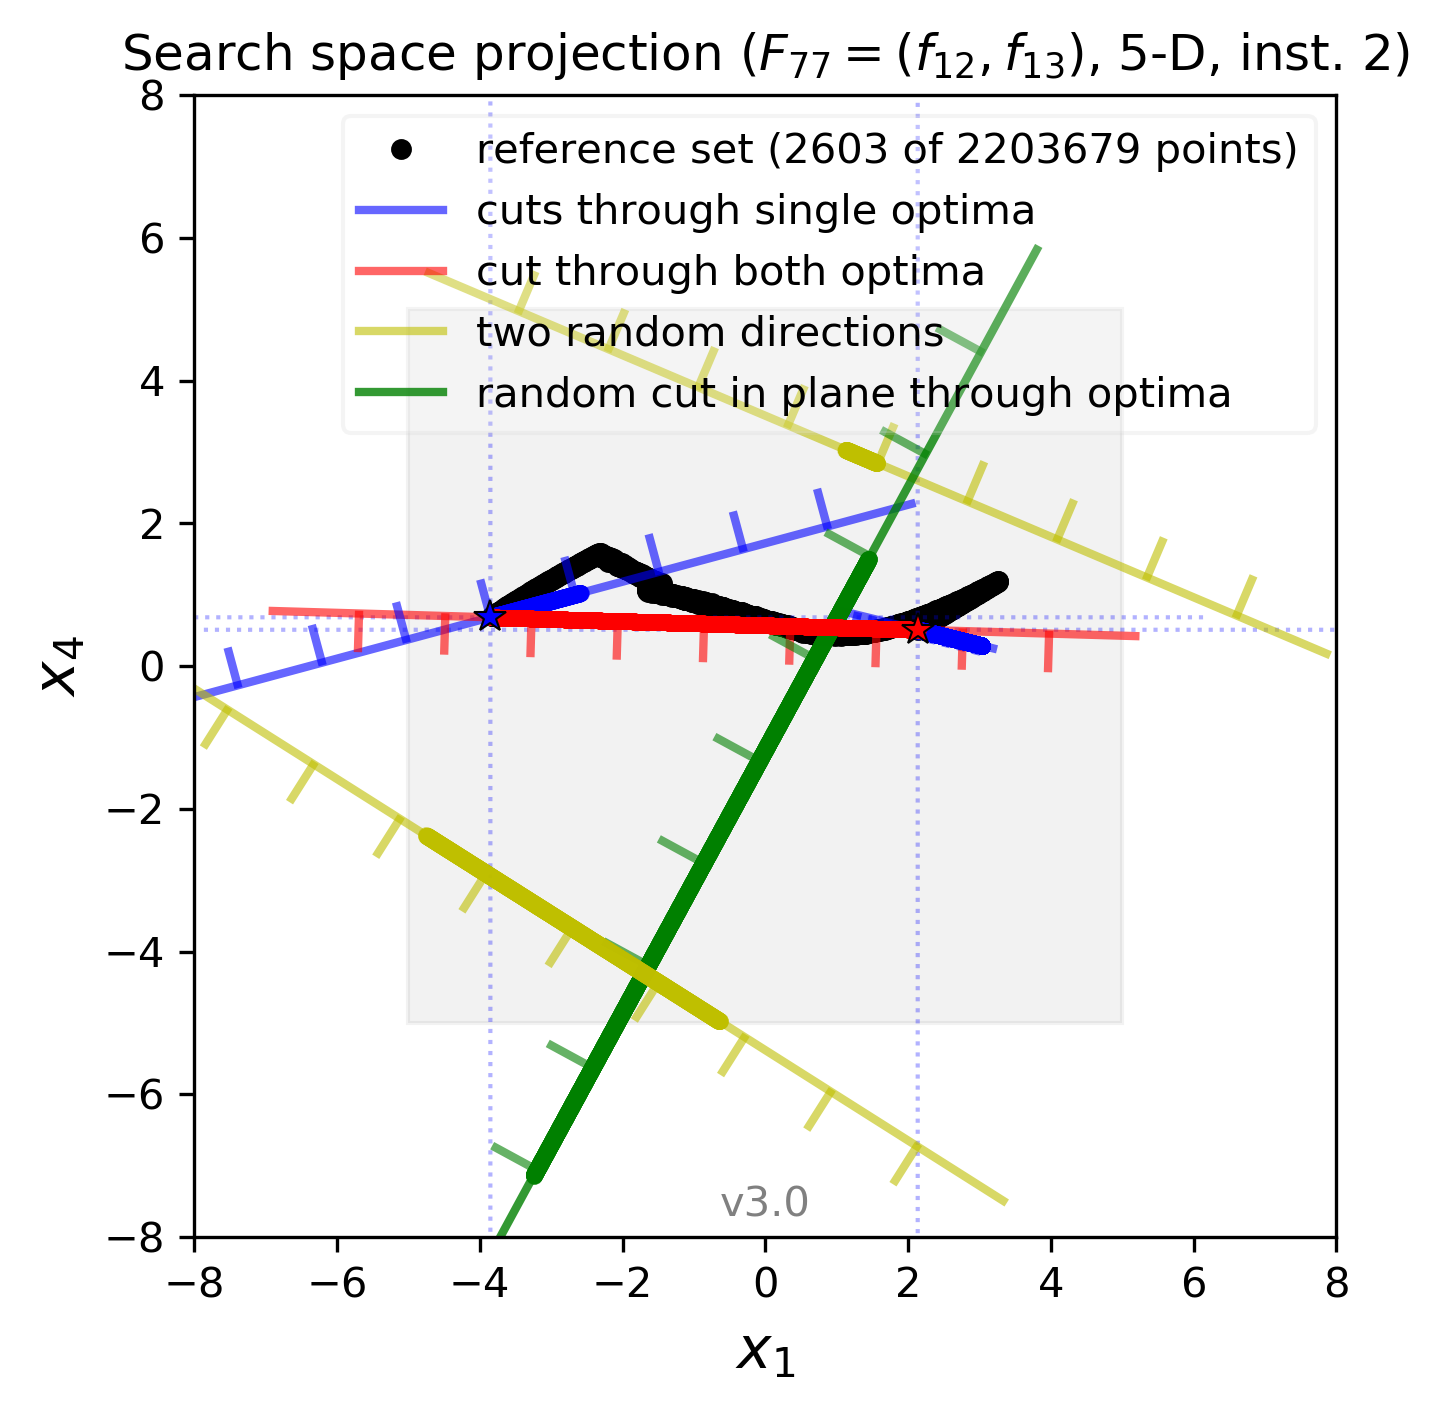 Search space projection (F₇₇ = (f₁₂, f₁₃), 5-D, inst. 2)
reference set (2603 of 2203679 points)
cuts through single optima
cut through both optima
two random directions
random cut in plane through optima
8
6
4
2
0
−2
−4
−6
−8
x₄
v3.0
−8 −6 −4 −2 0 2 4 6 8
x₁